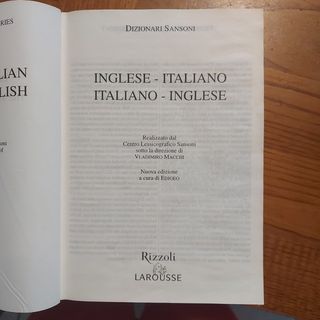 RIES
LIAN
LISH
DIZIONARI SANSONI
INGLESE - ITALIANO
ITALIANO - INGLESE
Realizzato dal
Centro Lessicografico Sansoni
sotto la direzione di
VLADIMIRO MACCHI
Nuova edizione
a cura di EDIGEO
Rizzoli
LAROUSSE